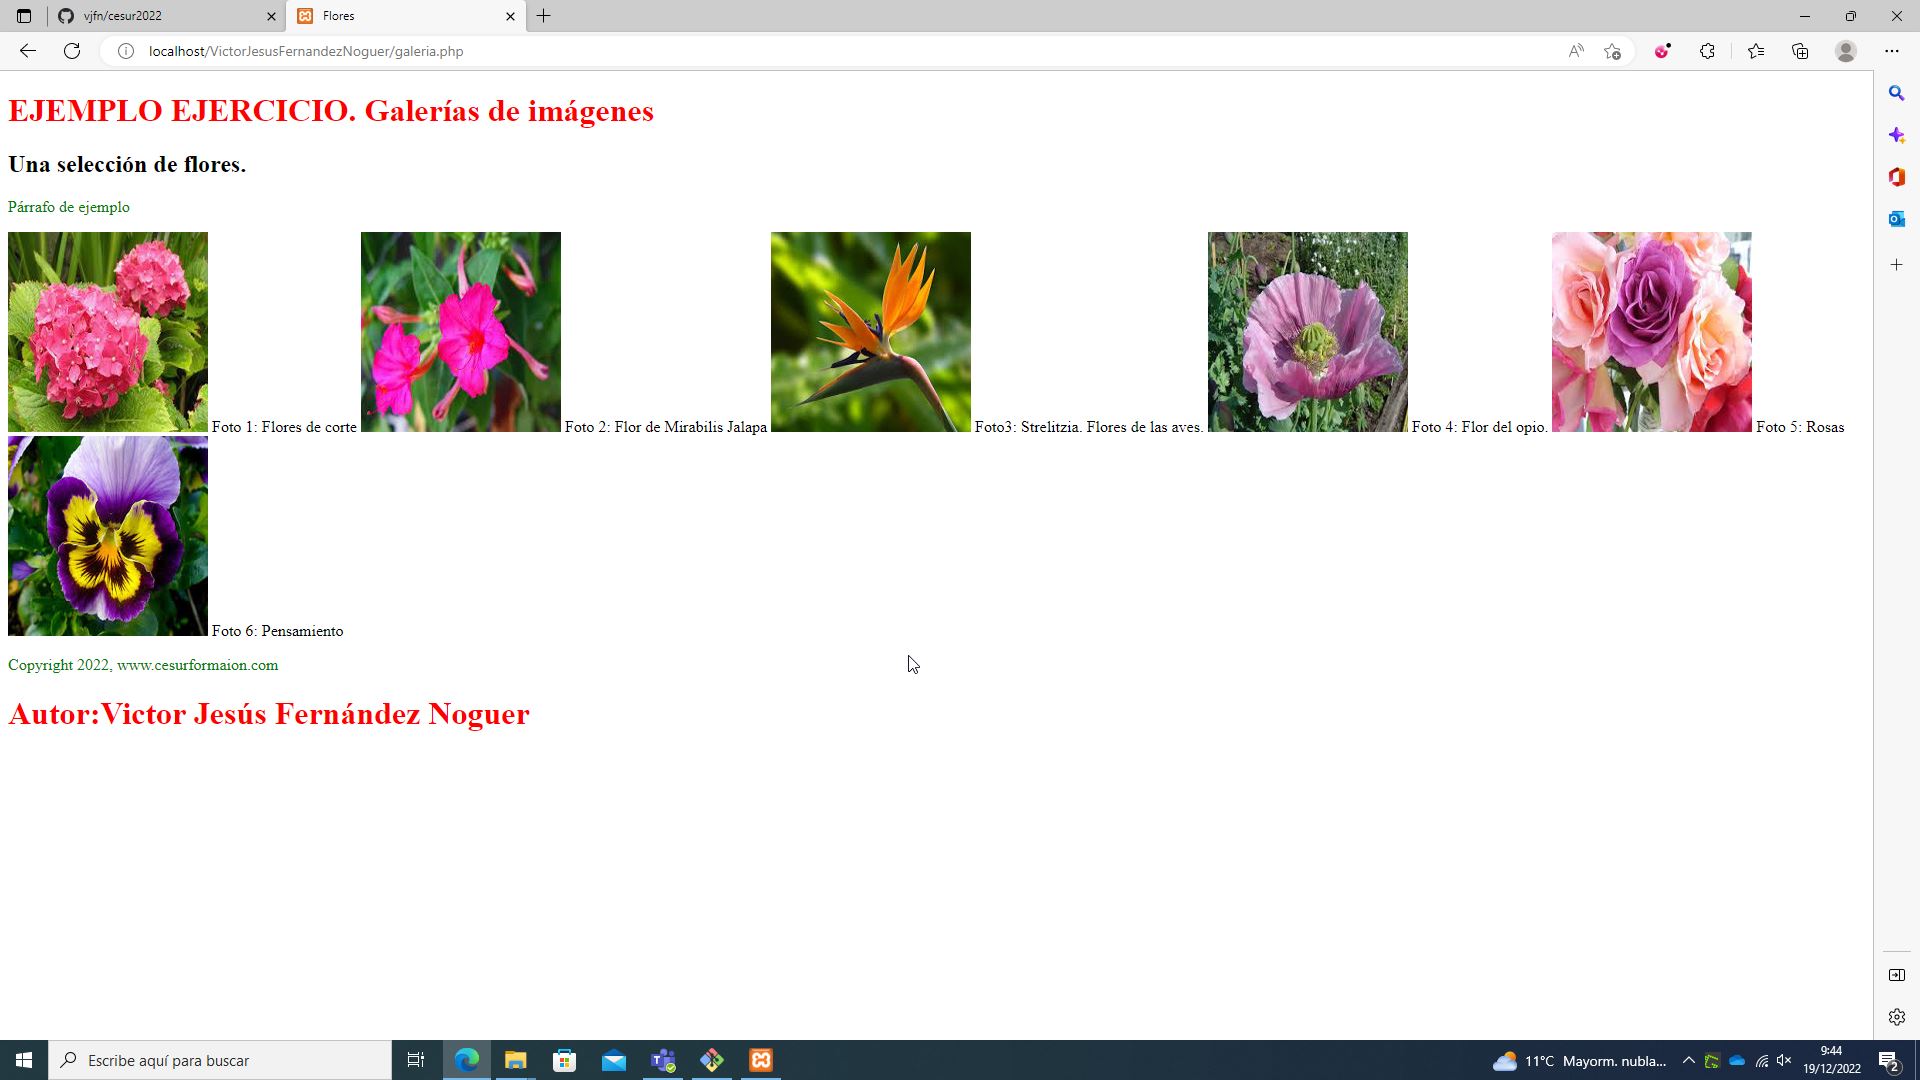 vjfn/cesur2022
Flores
localhost/VictorJesusFernandezNoguer/galeria.php
EJEMPLO EJERCICIO. Galerías de imágenes
Una selección de flores.
Párrafo de ejemplo
Foto 1: Flores de corte Foto 2: Flor de Mirabilis Jalapa Foto3: Strelitzia. Flores de las aves. Foto 4: Flor del opio. Foto 5: Rosas
Foto 6: Pensamiento
Copyright 2022, www.cesurformaion.com
Autor:Victor Jesús Fernández Noguer
Escribe aquí para buscar
11°C Mayorm. nubla...
9:44
19/12/2022
2